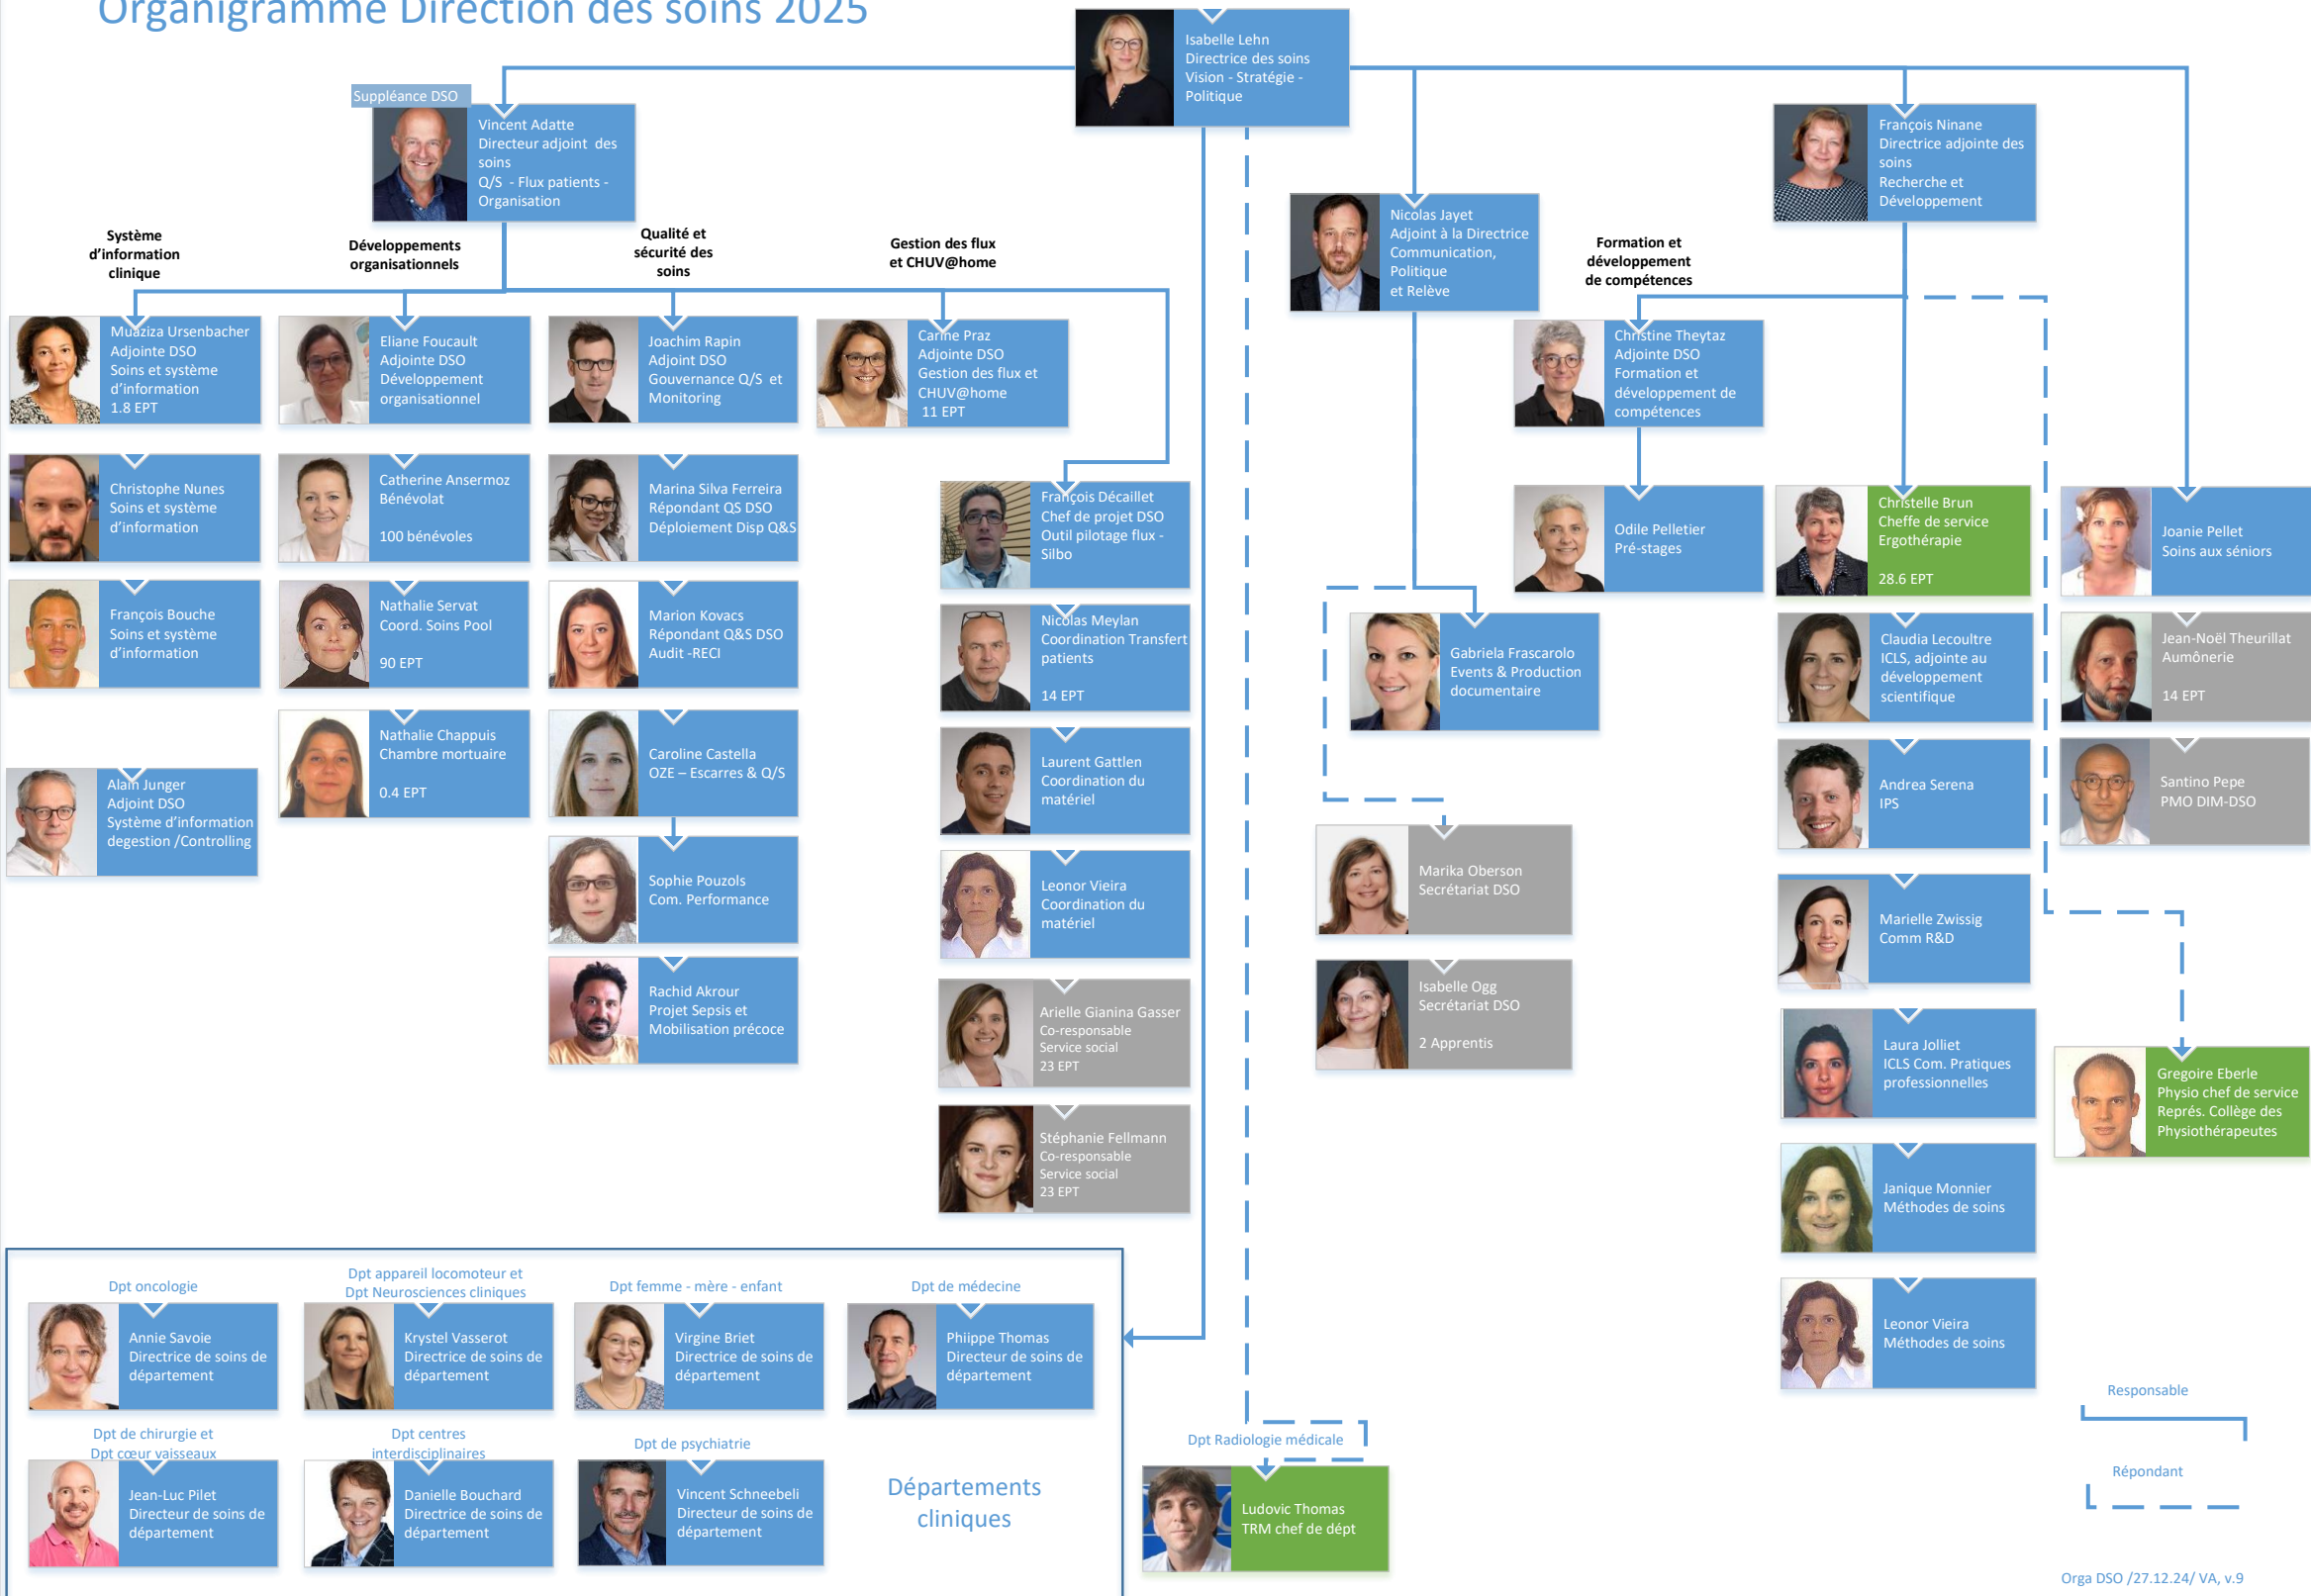 Organigramme Direction des soins 2025
Isabelle Lehn
Directrice des soins
Vision - Stratégie -
Politique
Suppléance DSO
Vincent Adatte
Directeur adjoint des
soins
Q/S - Flux patients -
Organisation
François Ninane
Directrice adjointe des
soins
Recherche et
Développement
Nicolas Jayet
Adjoint à la Directrice
Communication,
Politique
et Relève
Système
d’information
clinique
Développements
organisationnels
Qualité et
sécurité des
soins
Gestion des flux
et CHUV@home
Formation et
développement
de compétences
Muaziza Ursenbacher
Adjointe DSO
Soins et système
d’information
1.8 EPT
Eliane Foucault
Adjointe DSO
Développement
organisationnel
Joachim Rapin
Adjoint DSO
Gouvernance Q/S et
Monitoring
Carine Praz
Adjointe DSO
Gestion des flux et
CHUV@home
11 EPT
Christine Theytaz
Adjointe DSO
Formation et
développement de
compétences
Christophe Nunes
Soins et système
d’information
Catherine Ansermoz
Bénévolat
100 bénévoles
Marina Silva Ferreira
Répondant QS DSO
Déploiement Disp Q&S
François Décaillet
Chef de projet DSO
Outil pilotage flux -
Silbo
Odile Pelletier
Pré-stages
Christelle Brun
Cheffe de service
Ergothérapie
28.6 EPT
Joanie Pellet
Soins aux séniors
François Bouche
Soins et système
d’information
Nathalie Servat
Coord. Soins Pool
90 EPT
Marion Kovacs
Répondant Q&S DSO
Audit -RECI
Nicolas Meylan
Coordination Transfert
patients
14 EPT
Gabriela Frascarolo
Events & Production
documentaire
Claudia Lecoultre
ICLS, adjointe au
développement
scientifique
Jean-Noël Theurillat
Aumônerie
14 EPT
Alain Junger
Adjoint DSO
Système d’information
degestion /Controlling
Nathalie Chappuis
Chambre mortuaire
0.4 EPT
Caroline Castella
OZE – Escarres & Q/S
Laurent Gattlen
Coordination du
matériel
Andrea Serena
IPS
Santino Pepe
PMO DIM-DSO
Sophie Pouzols
Com. Performance
Leonor Vieira
Coordination du
matériel
Marika Oberson
Secrétariat DSO
Marielle Zwissig
Comm R&D
Rachid Akrour
Projet Sepsis et
Mobilisation précoce
Arielle Gianina Gasser
Co-responsable
Service social
23 EPT
Isabelle Ogg
Secrétariat DSO
2 Apprentis
Laura Jolliet
ICLS Com. Pratiques
professionnelles
Gregoire Eberle
Physio chef de service
Représ. Collège des
Physiothérapeutes
Stéphanie Fellmann
Co-responsable
Service social
23 EPT
Janique Monnier
Méthodes de soins
Leonor Vieira
Méthodes de soins
Dpt oncologie
Annie Savoie
Directrice de soins de
département
Dpt appareil locomoteur et
Dpt Neurosciences cliniques
Krystel Vasserot
Directrice de soins de
département
Dpt femme - mère - enfant
Virgine Briet
Directrice de soins de
département
Dpt de médecine
Phiippe Thomas
Directeur de soins de
département
Dpt de chirurgie et
Dpt cœur vaisseaux
Jean-Luc Pilet
Directeur de soins de
département
Dpt centres
interdisciplinaires
Danielle Bouchard
Directrice de soins de
département
Dpt de psychiatrie
Vincent Schneebeli
Directeur de soins de
département
Départements
cliniques
Dpt Radiologie médicale
Ludovic Thomas
TRM chef de dépt
Responsable
Répondant
Orga DSO /27.12.24/ VA, v.9